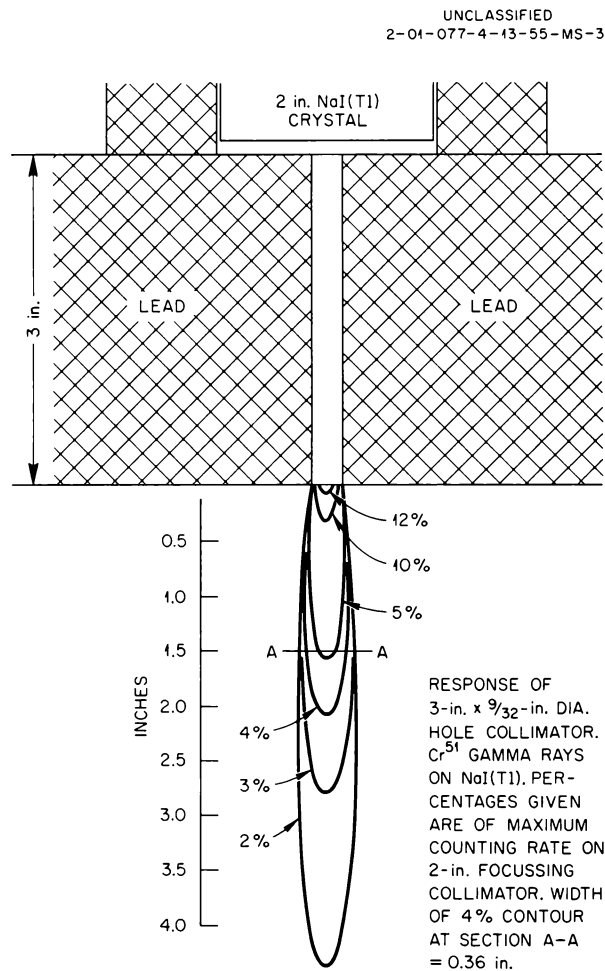 UNCLASSIFIED
2-01-077-4-13-55-MS-3
2 in. NaI(Tl)
CRYSTAL
3 in.
LEAD
LEAD
12%
10%
5%
0.5
1.0
1.5
2.0
2.5
3.0
3.5
4.0
INCHES
A
A
4%
3%
2%
RESPONSE OF
3-in. x 9/32-in. DIA.
HOLE COLLIMATOR.
Cr⁵¹ GAMMA RAYS
ON NaI(Tl). PER-
CENTAGES GIVEN
ARE OF MAXIMUM
COUNTING RATE ON
2-in. FOCUSSING
COLLIMATOR. WIDTH
OF 4% CONTOUR
AT SECTION A-A
= 0.36 in.